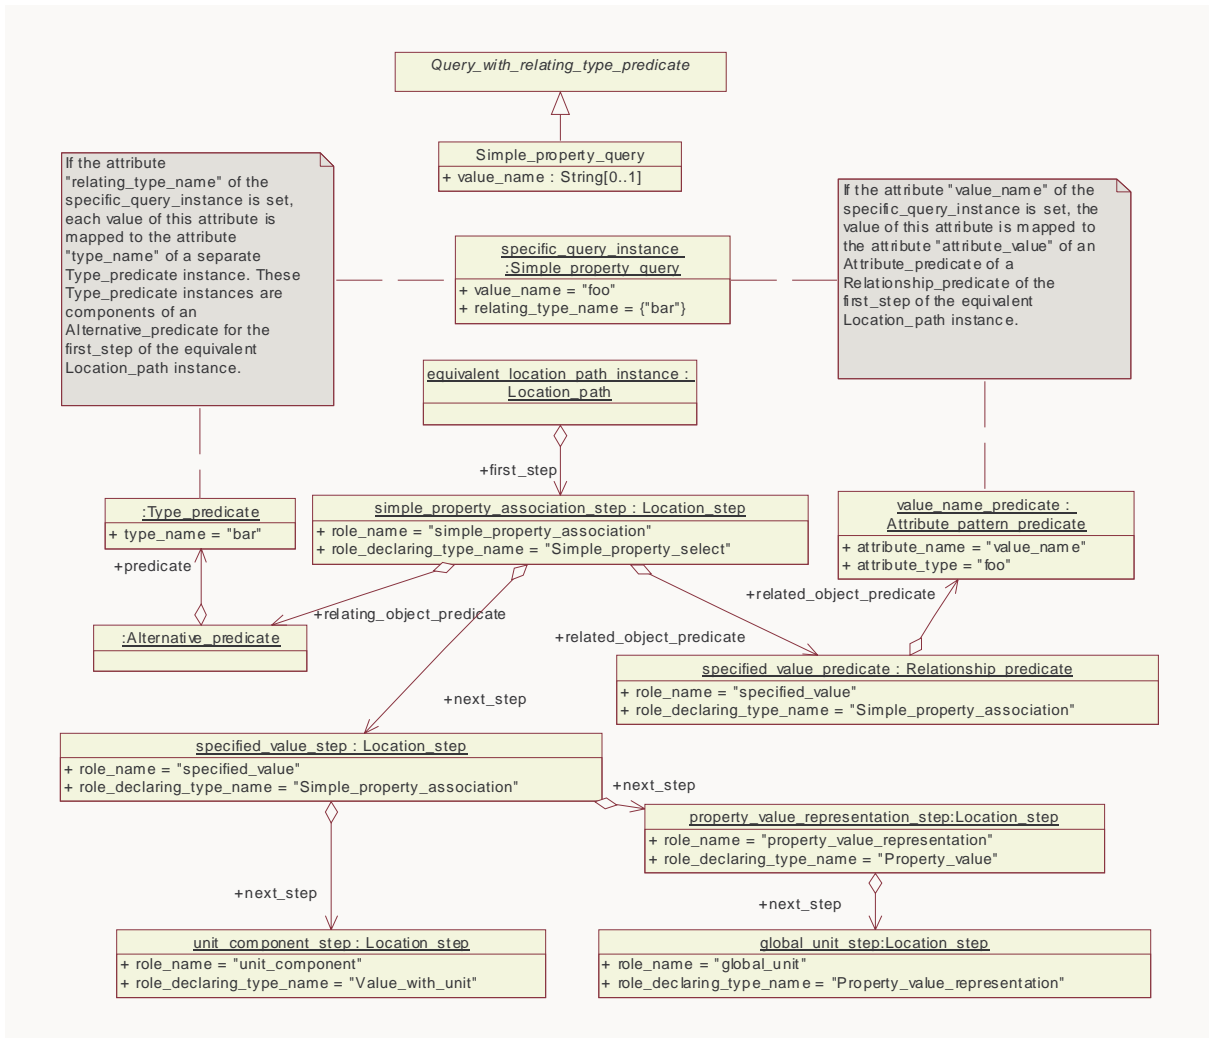 Query_with_relating_type_predicate
Simple_property_query
+ value_name : String[0..1]
If the attribute
"relating_type_name" of the
specific_query_instance is set,
each value of this attribute is
mapped to the attribute
"type_name" of a separate
Type_predicate instance. These
Type_predicate instances are
components of an
Alternative_predicate for the
first_step of the equivalent
Location_path instance.
If the attribute "value_name" of the
specific_query_instance is set, the
value of this attribute is mapped to
the attribute "attribute_value" of an
Attribute_predicate of a
Relationship_predicate of the
first_step of the equivalent
Location_path instance.
specific_query_instance
:Simple_property_query
+ value_name = "foo"
+ relating_type_name = {"bar"}
equivalent_location_path_instance :
Location_path
+first_step
:Type_predicate
+ type_name = "bar"
simple_property_association_step : Location_step
+ role_name = "simple_property_association"
+ role_declaring_type_name = "Simple_property_select"
value_name_predicate :
Attribute_pattern_predicate
+ attribute_name = "value_name"
+ attribute_type = "foo"
+predicate
+relating_object_predicate
+related_object_predicate
:Alternative_predicate
+related_object_predicate
specified_value_predicate : Relationship_predicate
+ role_name = "specified_value"
+ role_declaring_type_name = "Simple_property_association"
+next_step
specified_value_step : Location_step
+ role_name = "specified_value"
+ role_declaring_type_name = "Simple_property_association"
+next_step
property_value_representation_step:Location_step
+ role_name = "property_value_representation"
+ role_declaring_type_name = "Property_value"
+next_step
+next_step
unit_component_step : Location_step
+ role_name = "unit_component"
+ role_declaring_type_name = "Value_with_unit"
global_unit_step:Location_step
+ role_name = "global_unit"
+ role_declaring_type_name = "Property_value_representation"